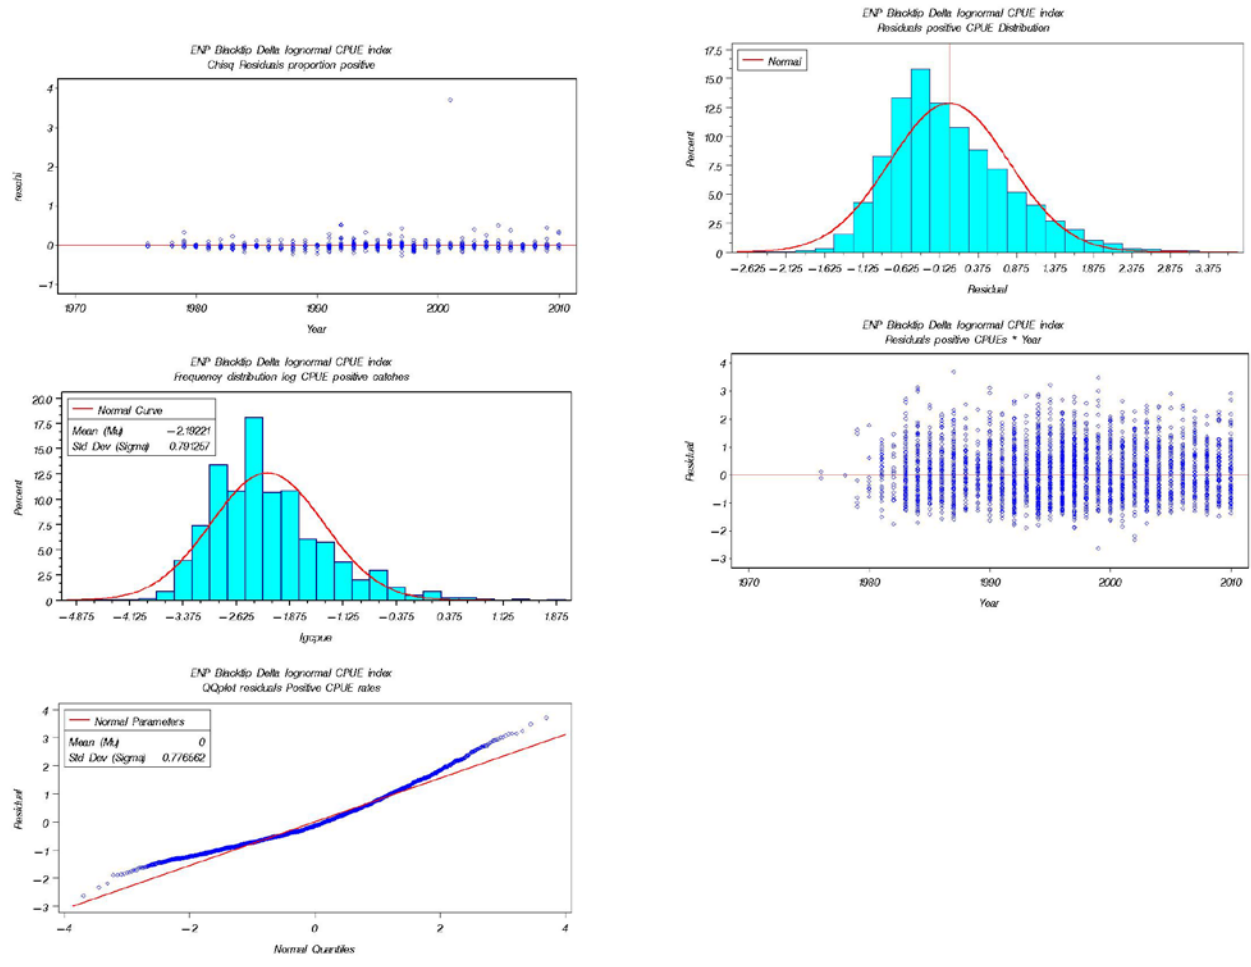 ENP Blacktip Delta lognormal CPUE index
Chisq Residuals proportion positive
4
3
2
1
0
−1
reschi
1970 1980 1990 2000 2010
Year
ENP Blacktip Delta lognormal CPUE index
Residuals positive CPUE Distribution
17.5
15.0
12.5
10.0
7.5
5.0
2.5
0
Percent
Normal
−2.625 −2.125 −1.625 −1.125 −0.625 −0.125 0.375 0.875 1.375 1.875 2.375 2.875 3.375
Residual
ENP Blacktip Delta lognormal CPUE index
Frequency distribution log CPUE positive catches
20.0
17.5
15.0
12.5
10.0
7.5
5.0
2.5
0
Percent
Normal Curve
Mean (Mu) −2.19221
Std Dev (Sigma) 0.791257
−4.875 −4.125 −3.375 −2.625 −1.875 −1.125 −0.375 0.375 1.125 1.875
lgcpue
ENP Blacktip Delta lognormal CPUE index
Residuals positive CPUEs * Year
4
3
2
1
0
−1
−2
−3
Residual
1970 1980 1990 2000 2010
Year
ENP Blacktip Delta lognormal CPUE index
QQplot residuals Positive CPUE rates
4
3
2
1
0
−1
−2
−3
Residual
Normal Parameters
Mean (Mu) 0
Std Dev (Sigma) 0.776562
−4 −2 0 2 4
Normal Quantiles